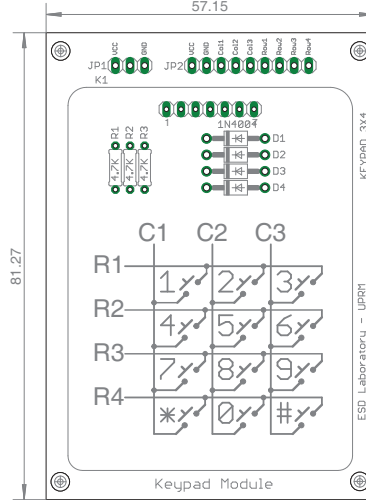 57.15
81.27
VCC GND
JP1
K1
VCC GND Col1 Col2 Col3 Row1 Row2 Row3 Row4
JP2
1 7
1N4004
R1 R2 R3
4.7K 4.7K 4.7K
D1
D2
D3
D4
KEYPAD 3X4
C1 C2 C3
R1
1 2 3
R2
4 5 6
R3
7 8 9
R4
* 0 #
ESD Laboratory - UPRM
Keypad Module